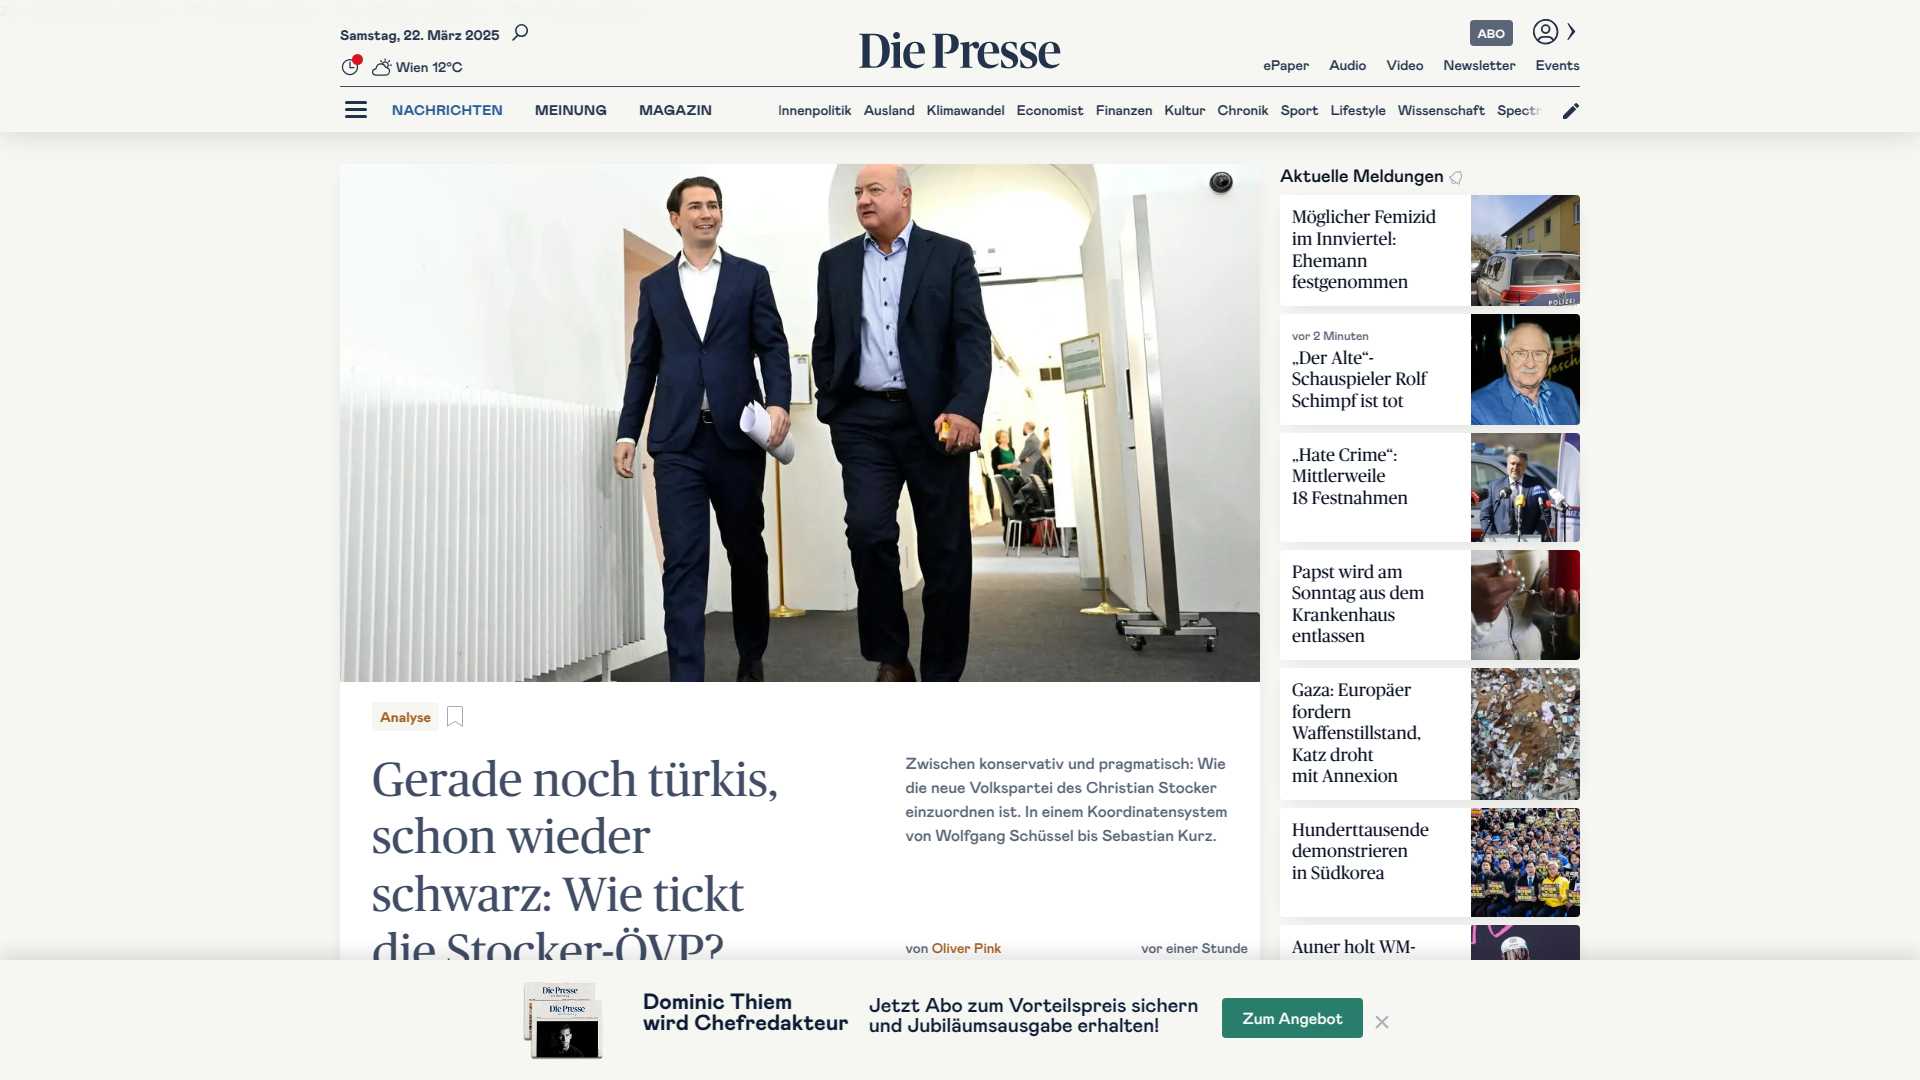 Samstag, 22. März 2025
Wien 12°C
Die Presse
ABO
ePaper Audio Video Newsletter Events
NACHRICHTEN MEINUNG MAGAZIN
Innenpolitik Ausland Klimawandel Economist Finanzen Kultur Chronik Sport Lifestyle Wissenschaft Spectr
Analyse
Gerade noch türkis,
schon wieder
schwarz: Wie tickt
die Stocker-ÖVP?
Zwischen konservativ und pragmatisch: Wie
die neue Volkspartei des Christian Stocker
einzuordnen ist. In einem Koordinatensystem
von Wolfgang Schüssel bis Sebastian Kurz.
von Oliver Pink
vor einer Stunde
Aktuelle Meldungen
Möglicher Femizid
im Innviertel:
Ehemann
festgenommen
POLIZEI
vor 2 Minuten
„Der Alte“-
Schauspieler Rolf
Schimpf ist tot
„Hate Crime“:
Mittlerweile
18 Festnahmen
Papst wird am
Sonntag aus dem
Krankenhaus
entlassen
Gaza: Europäer
fordern
Waffenstillstand,
Katz droht
mit Annexion
Hunderttausende
demonstrieren
in Südkorea
Auner holt WM-
Die Presse
Die Presse
Dominic Thiem
wird Chefredakteur
Jetzt Abo zum Vorteilspreis sichern
und Jubiläumsausgabe erhalten!
Zum Angebot